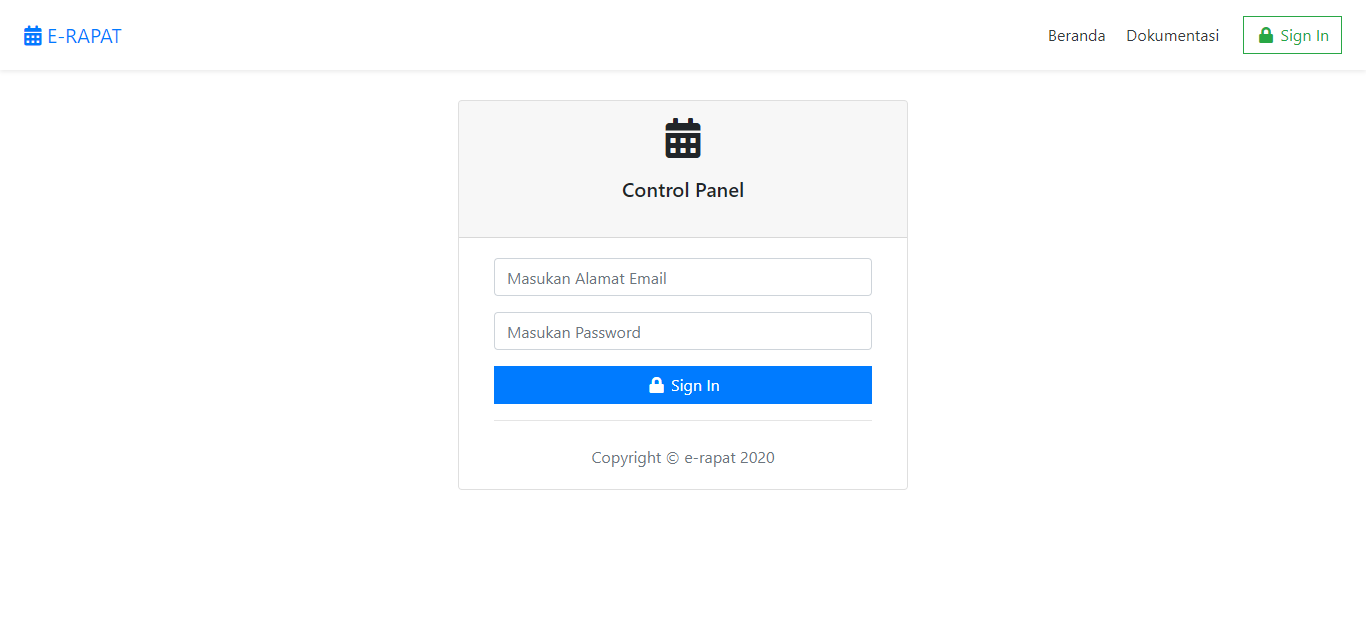 E-RAPAT
Beranda Dokumentasi Sign In
Control Panel
Masukan Alamat Email
Masukan Password
Sign In
Copyright © e-rapat 2020